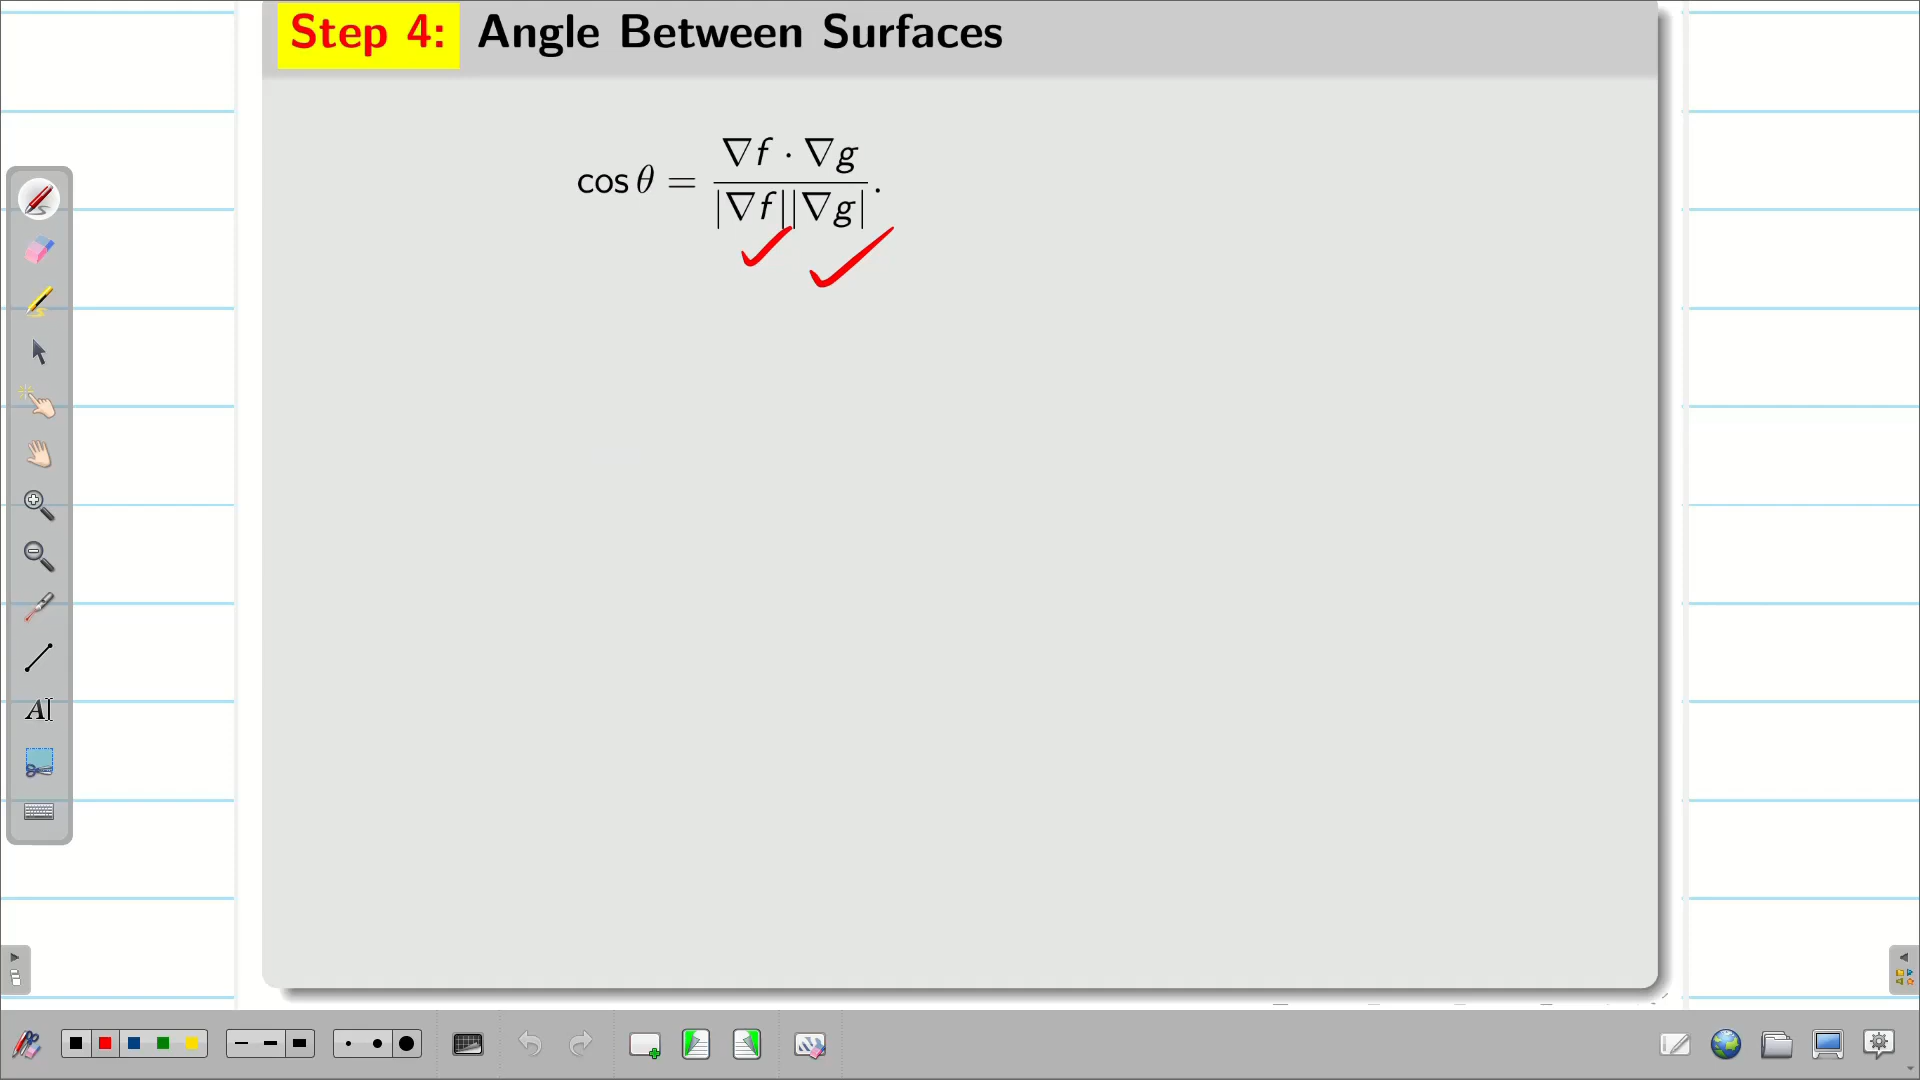 Step 4: Angle Between Surfaces
cos θ = ∇f · ∇g / |∇f||∇g| .